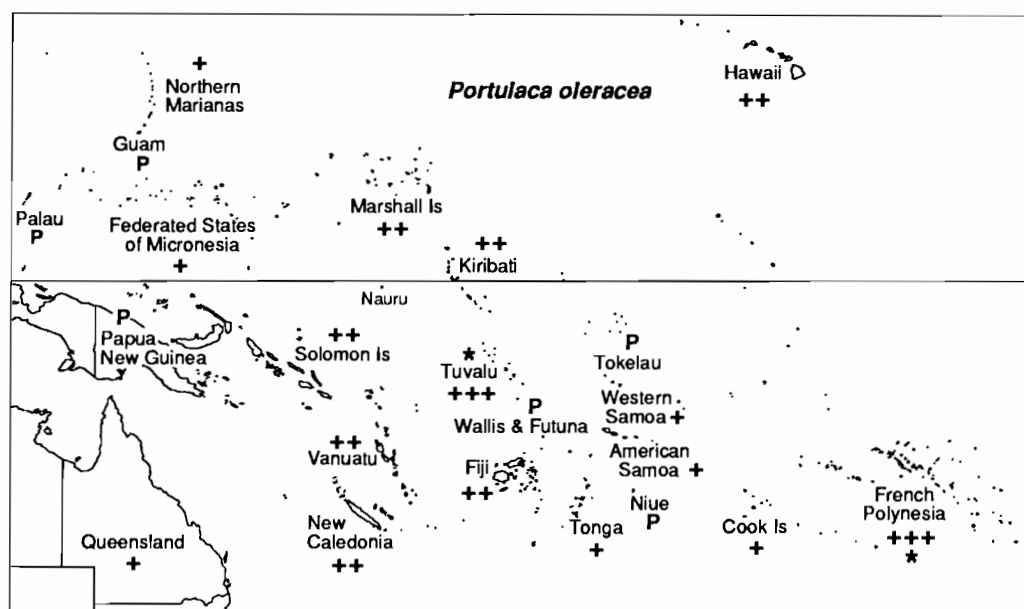 Portulaca oleracea
Hawaii
++
+
Northern
Marianas
Guam
P
Palau
P
Federated States
of Micronesia
+
Marshall Is
++
++
Kiribati
Nauru
P
Papua
New Guinea
++
Solomon Is
*
Tuvalu
+++
P
Tokelau
P
Wallis & Futuna
Western
Samoa +
++
Vanuatu
Fiji
++
American
Samoa +
Niue
P
French
Polynesia
+++
*
New
Caledonia
++
Tonga
+
Cook Is
+
Queensland
+